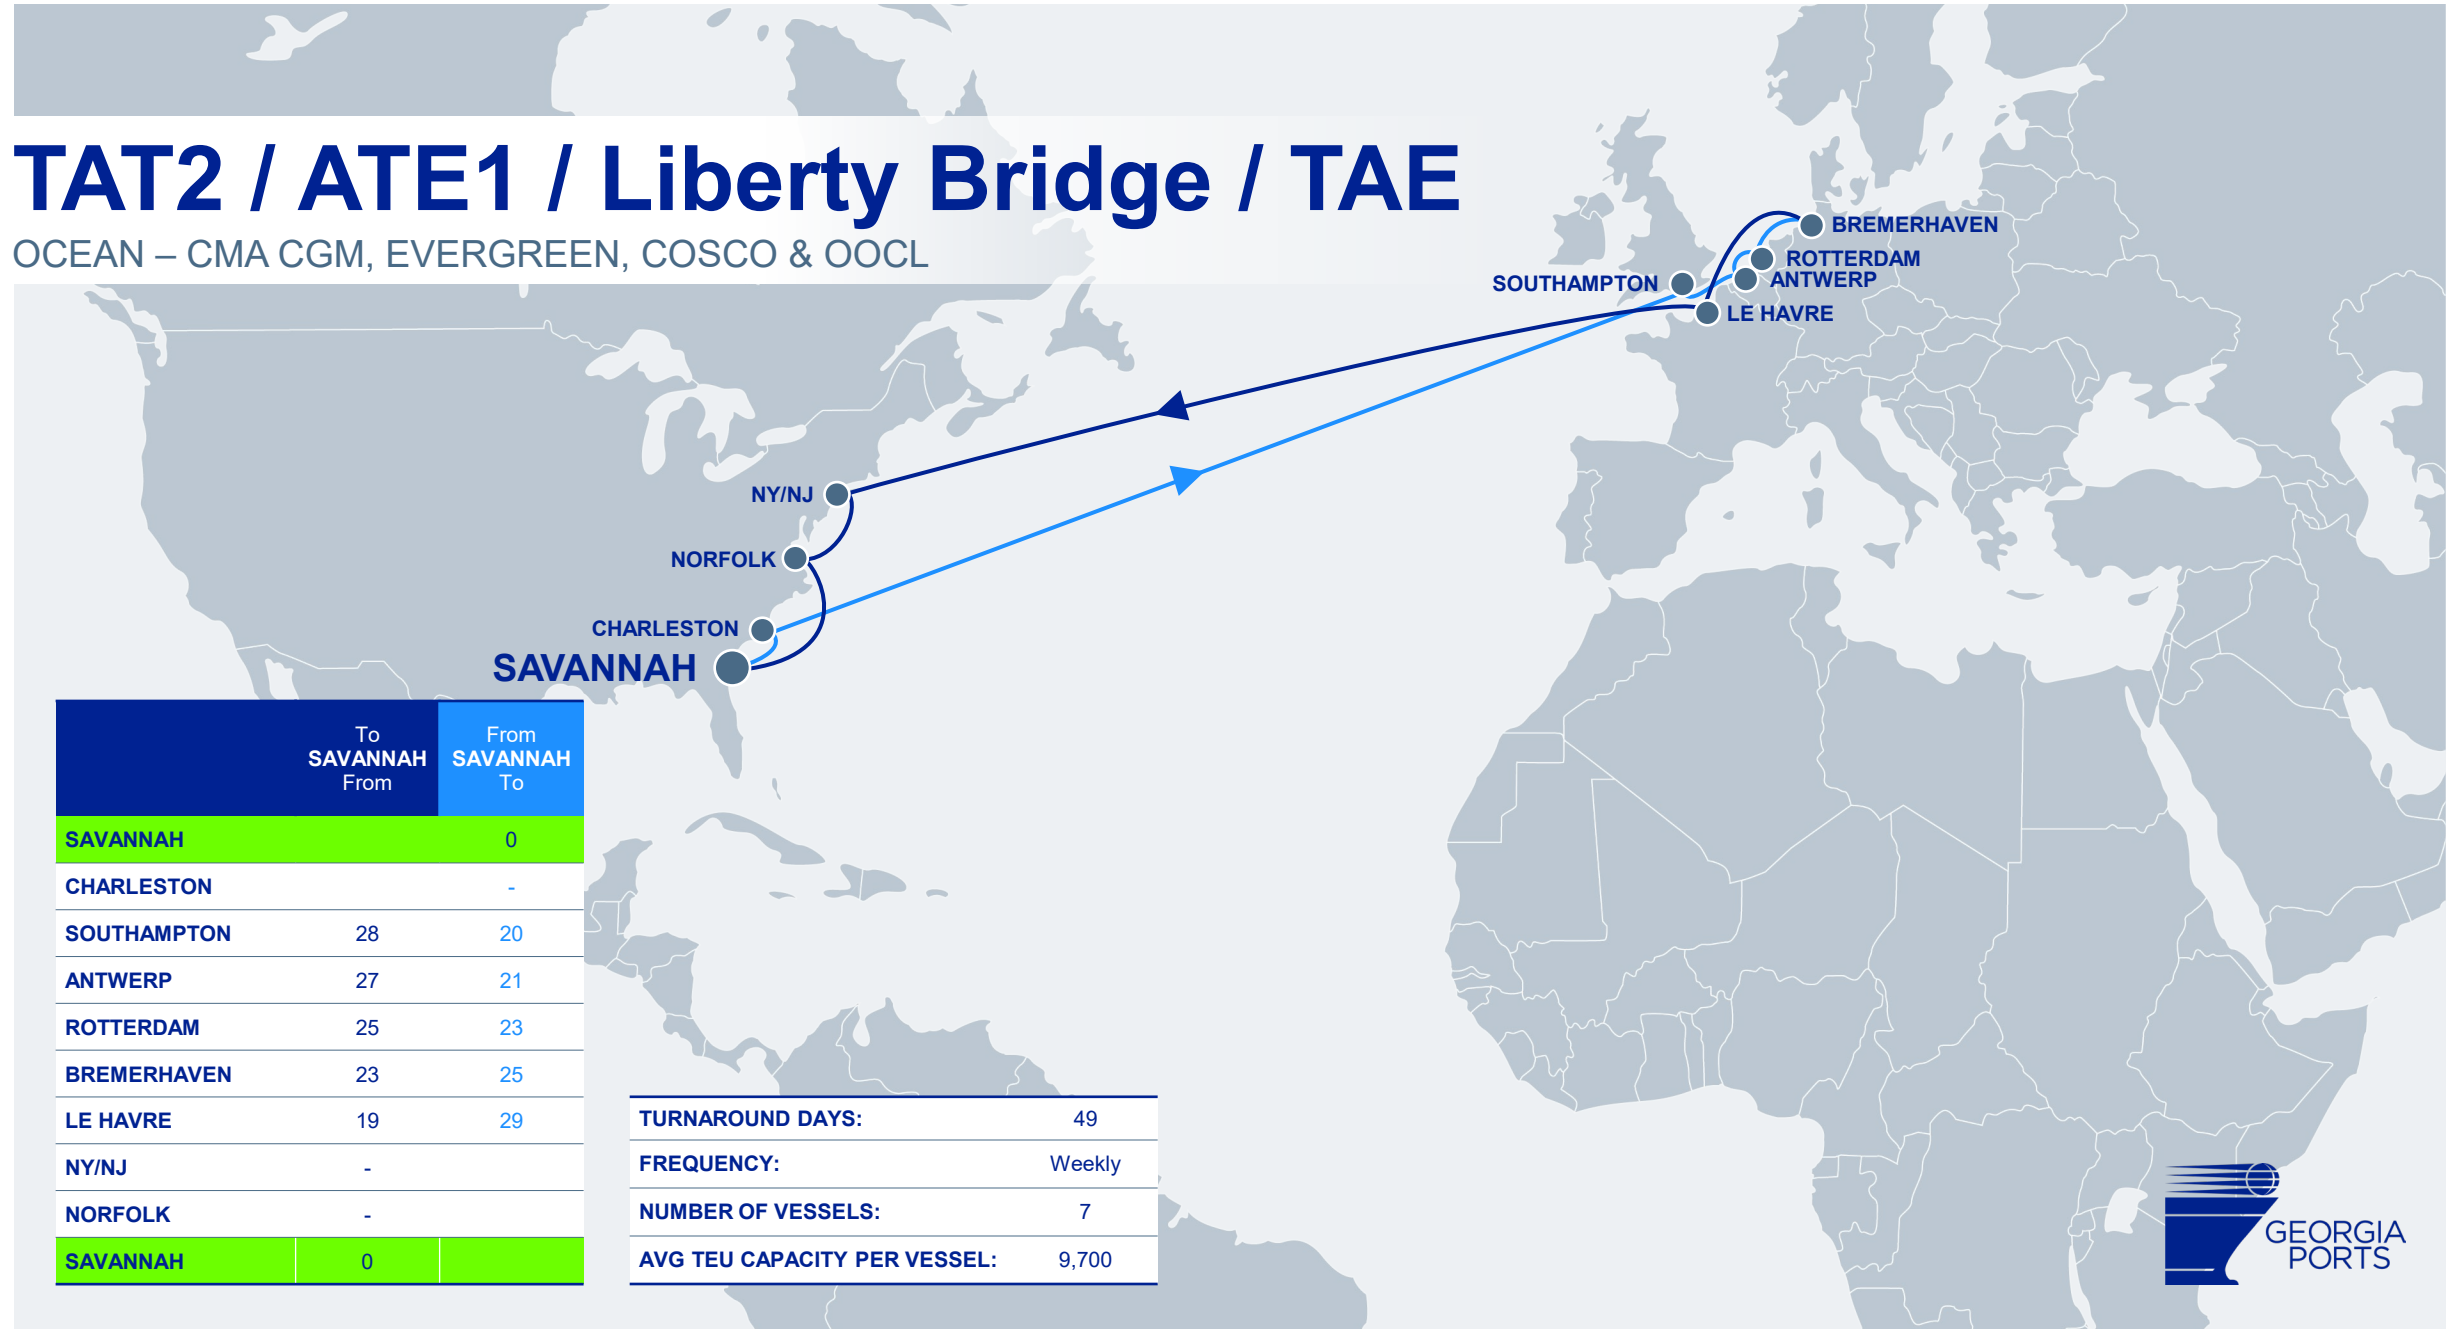 TAT2 / ATE1 / Liberty Bridge / TAE
OCEAN – CMA CGM, EVERGREEN, COSCO & OOCL
BREMERHAVEN
ROTTERDAM
SOUTHAMPTON
ANTWERP
LE HAVRE
NY/NJ
NORFOLK
CHARLESTON
SAVANNAH
To SAVANNAH From
From SAVANNAH To
SAVANNAH 0
CHARLESTON -
SOUTHAMPTON 28 20
ANTWERP 27 21
ROTTERDAM 25 23
BREMERHAVEN 23 25
LE HAVRE 19 29
NY/NJ -
NORFOLK -
SAVANNAH 0
TURNAROUND DAYS: 49
FREQUENCY: Weekly
NUMBER OF VESSELS: 7
AVG TEU CAPACITY PER VESSEL: 9,700
GEORGIA
PORTS